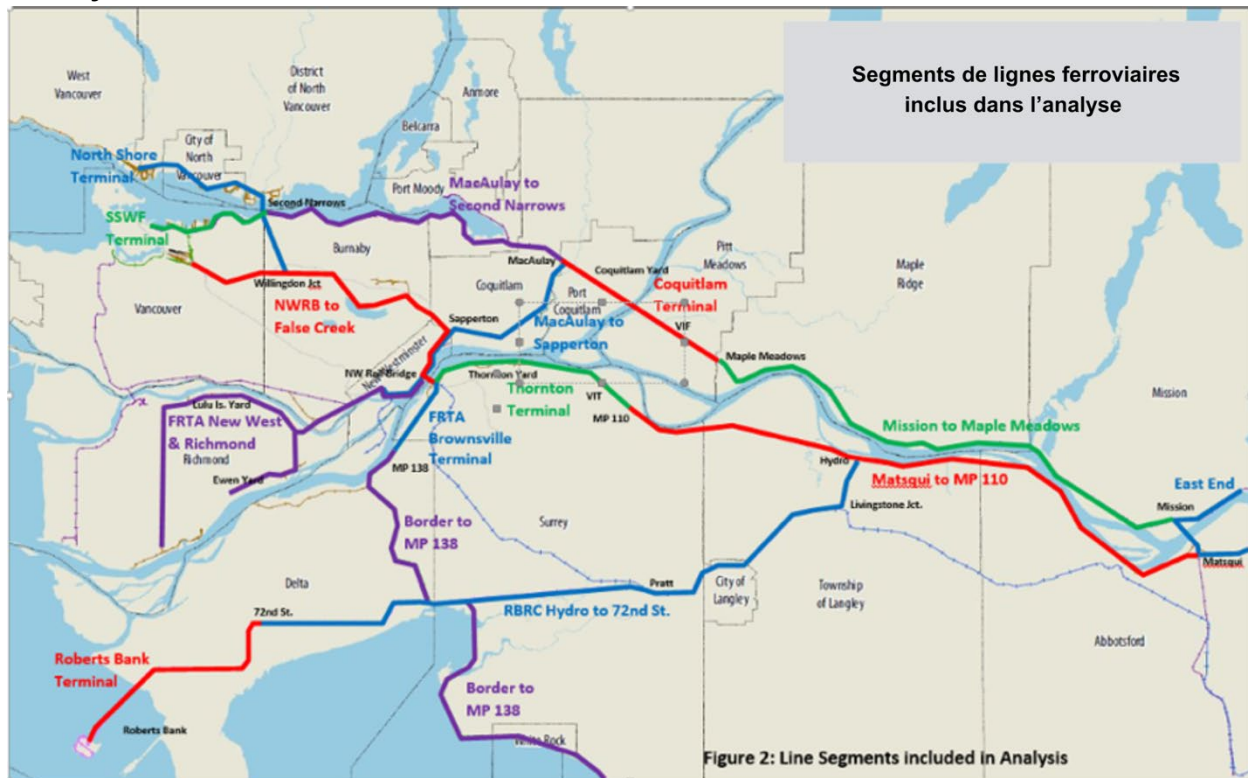 Segments de lignes ferroviaires
inclus dans l'analyse
West
Vancouver
District
of North
Vancouver
Anmore
Belcarra
City of
North
Vancouver
North Shore
Terminal
Port Moody
MacAulay to
Second Narrows
SSWF
Terminal
Second Narrows
Burnaby
MacAulay
Coquitlam Yard
Pitt
Meadows
Maple
Ridge
Willingdon Jct
Vancouver
Coquitlam
Port
Coquitlam
Coquitlam
Terminal
NWRB to
False Creek
Sapperton
MacAulay to
Sapperton
VIF
New Westminster
NW Rail Bridge
Maple Meadows
Thornton Yard
Thornton
Terminal
VIT
MP 110
Mission
Lulu Is. Yard
FRTA New West
& Richmond
Richmond
FRTA
Brownsville
Terminal
Mission to Maple Meadows
Ewen Yard
MP 138
Hydro
Matsqui to MP 110
East End
Livingstone Jct.
Mission
Border to
MP 138
Surrey
Matsqui
Delta
Pratt
City of
Langley
Township
of Langley
72nd St.
RBRC Hydro to 72nd St.
Abbotsford
Roberts Bank
Terminal
Border to
MP 138
Roberts Bank
White Rock
Figure 2: Line Segments included in Analysis